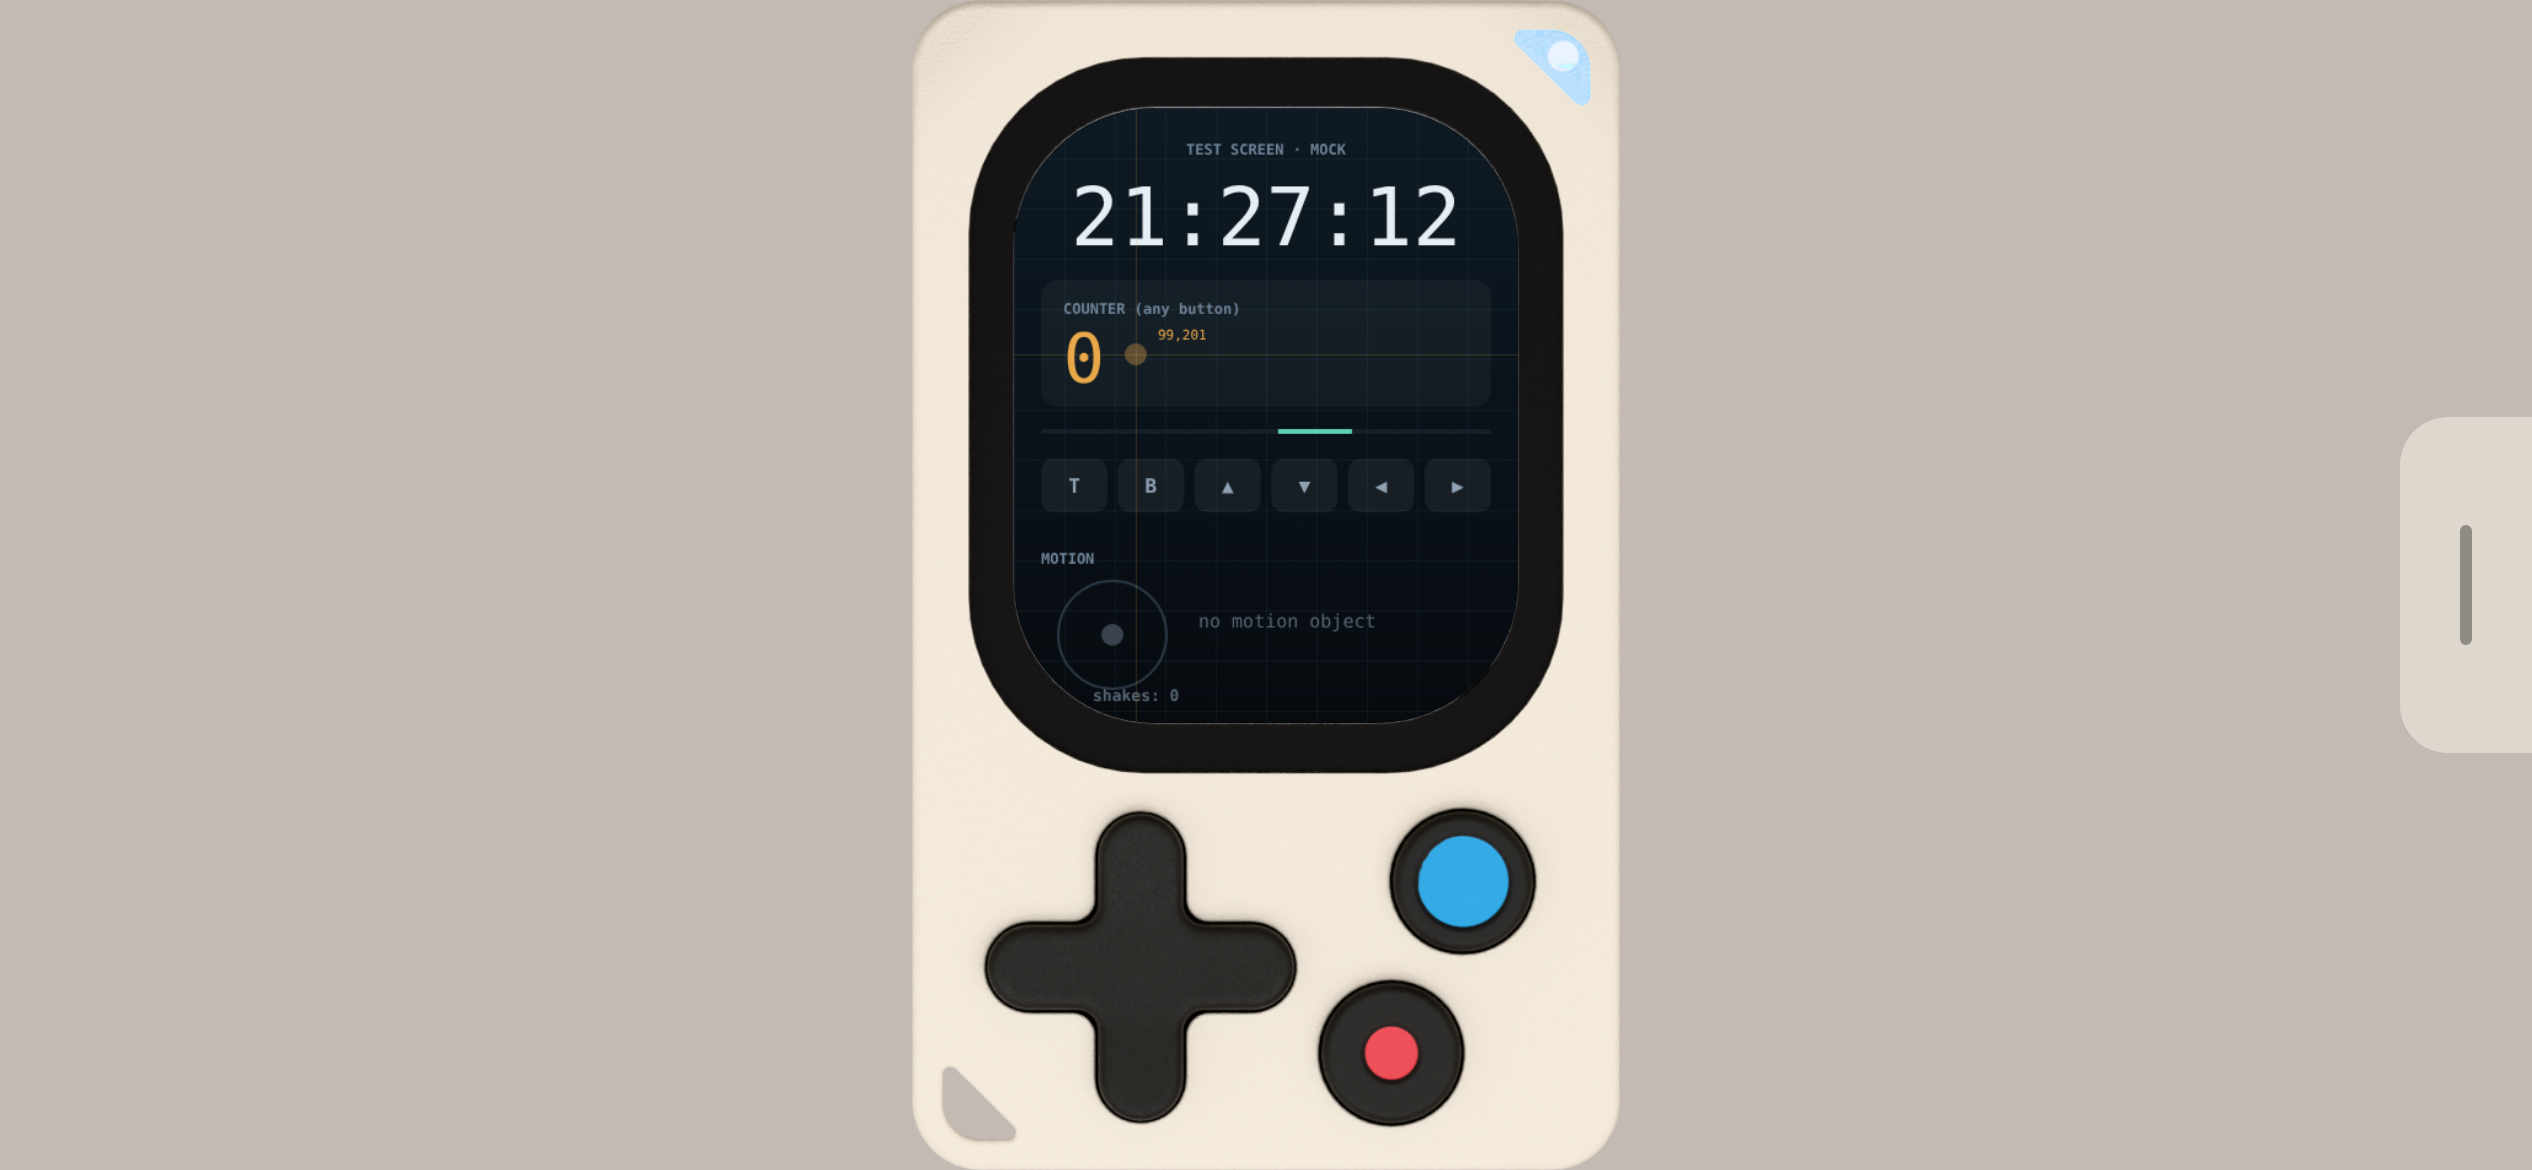 TEST SCREEN · MOCK
21:27:12
COUNTER (any button)
99,201
0
T B ▲ ▼ ◀ ▶
MOTION
no motion object
shakes: 0